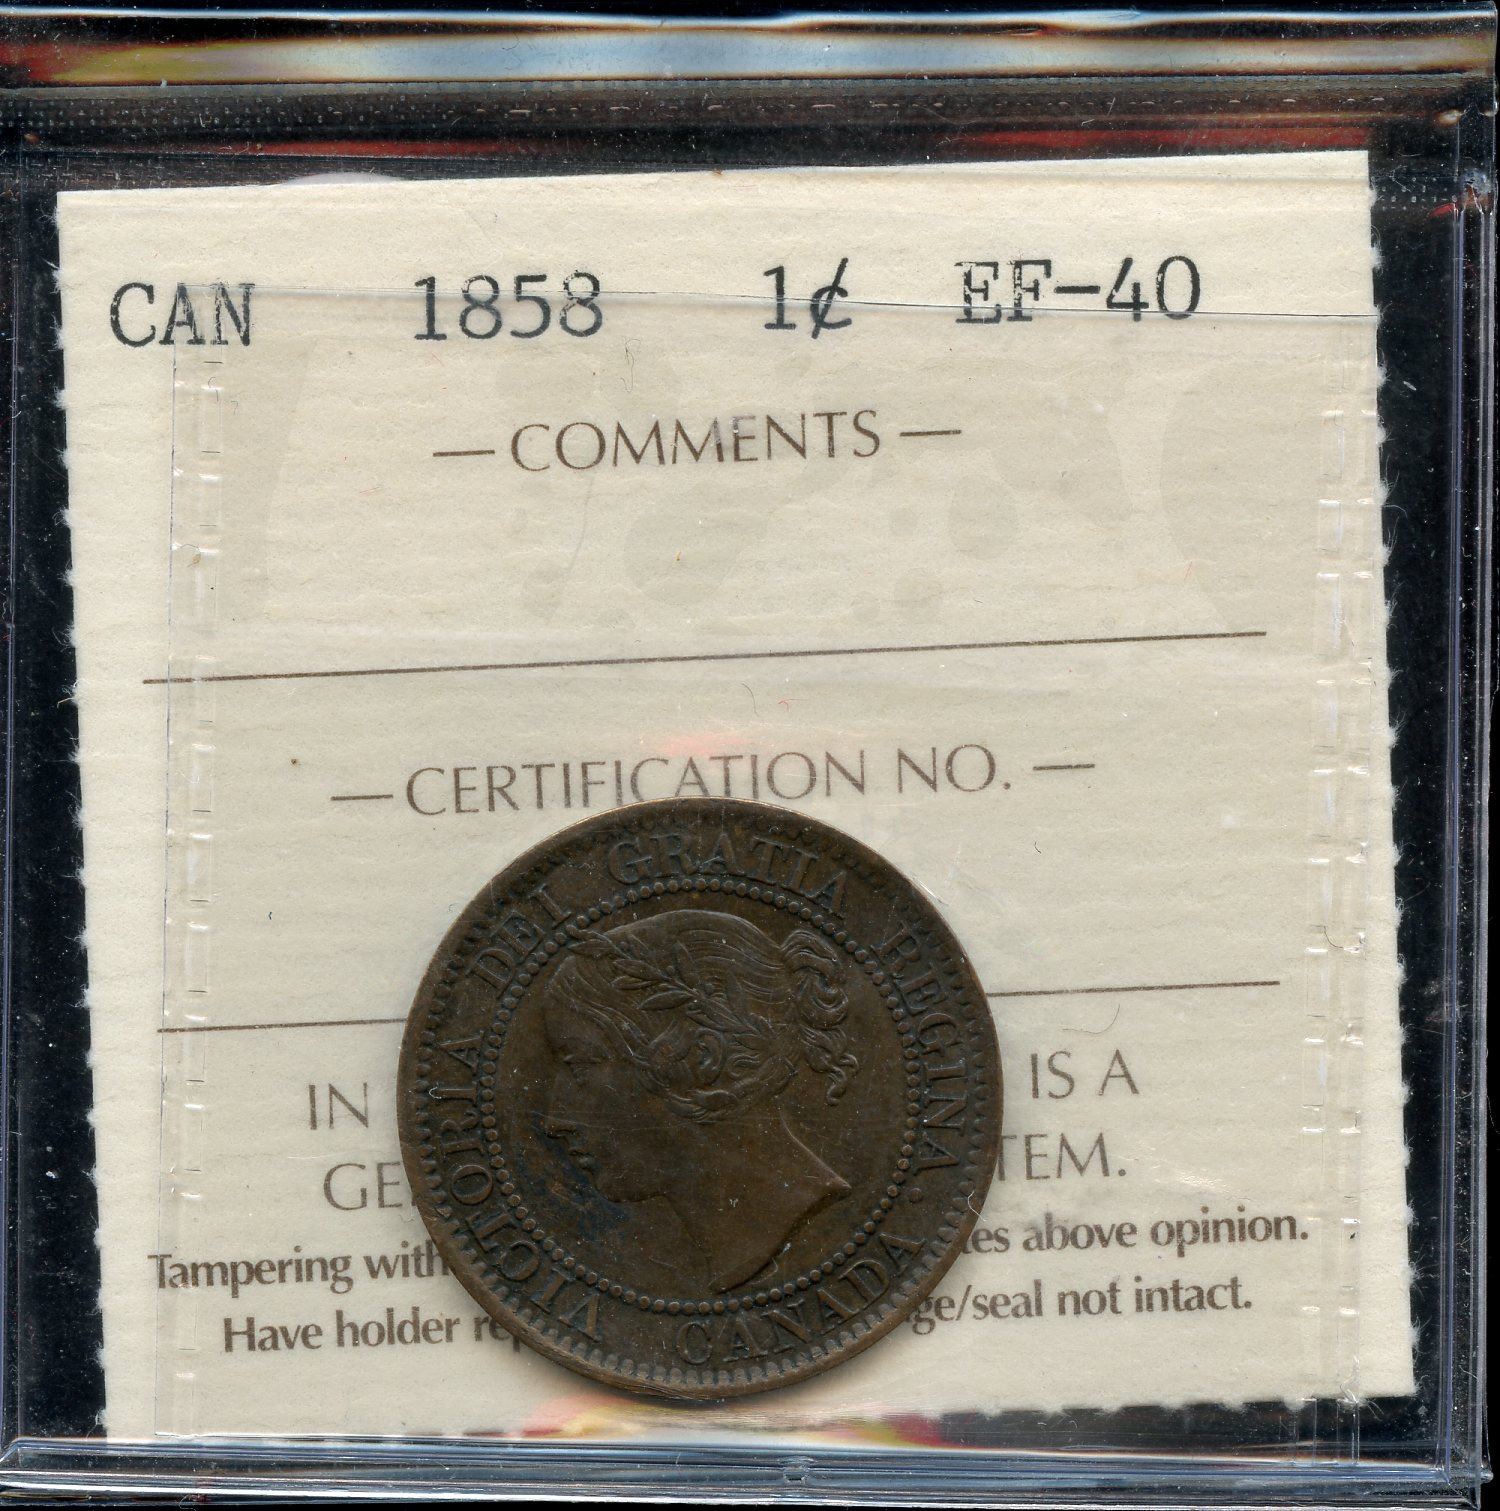 CAN 1858 1¢ EF-40
— COMMENTS —
— CERTIFICATION NO. —
IN IS A
GE TEM.
Tampering with tes above opinion.
Have holder re ge/seal not intact.
VICTORIA DEI GRATIA REGINA.
CANADA